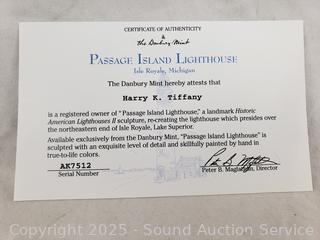 CERTIFICATE OF AUTHENTICITY
&
the Danbury Mint
PASSAGE ISLAND LIGHTHOUSE
Isle Royale, Michigan
The Danbury Mint hereby attests that
Harry K. Tiffany
is a registered owner of "Passage Island Lighthouse," a landmark Historic
American Lighthouses II sculpture, re-creating the lighthouse which presides over
the northeastern end of Isle Royale, Lake Superior.
Available exclusively from the Danbury Mint, "Passage Island Lighthouse" is
sculpted with an exquisite level of detail and skillfully painted by hand in
true-to-life colors.
AK7512
Serial Number
Peter B. Maglathlin, Director
Copyright 2025 - Sound Auction Service